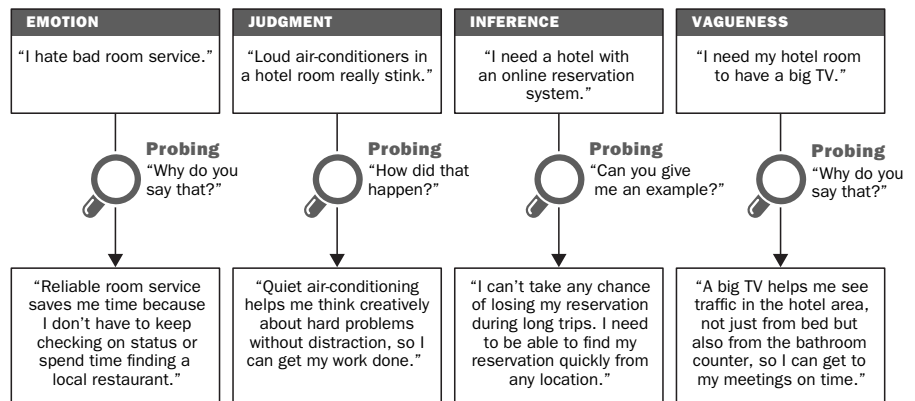 EMOTION
“I hate bad room service.”
Probing
“Why do you
say that?”
“Reliable room service
saves me time because
I don’t have to keep
checking on status or
spend time finding a
local restaurant.”
JUDGMENT
“Loud air-conditioners in
a hotel room really stink.”
Probing
“How did that
happen?”
“Quiet air-conditioning
helps me think creatively
about hard problems
without distraction, so I
can get my work done.”
INFERENCE
“I need a hotel with
an online reservation
system.”
Probing
“Can you give
me an example?”
“I can’t take any chance
of losing my reservation
during long trips. I need
to be able to find my
reservation quickly from
any location.”
VAGUENESS
“I need my hotel room
to have a big TV.”
Probing
“Why do you
say that?”
“A big TV helps me see
traffic in the hotel area,
not just from bed but
also from the bathroom
counter, so I can get to
my meetings on time.”